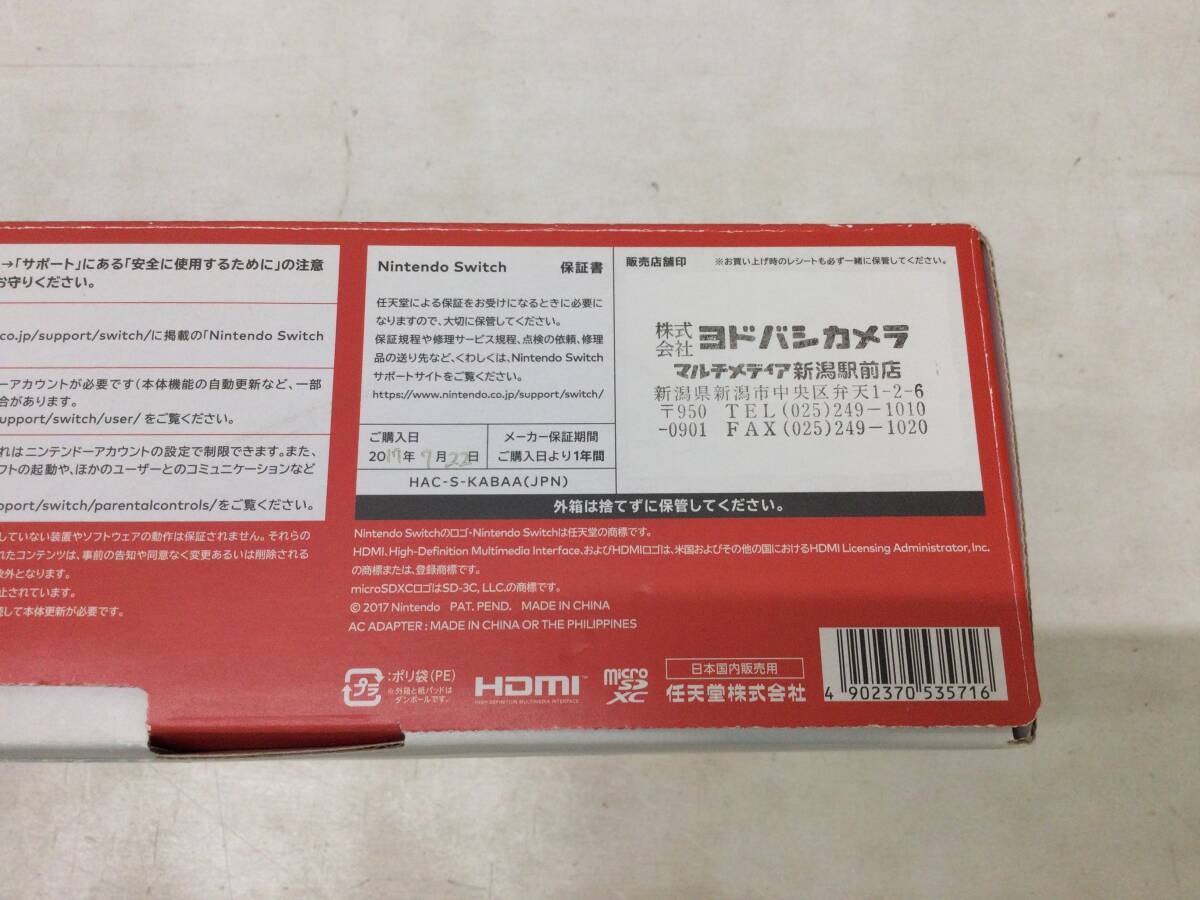 →「サポート」にある「安全に使用するために」の注意
お守りください。
co.jp/support/switch/に掲載の「Nintendo Switch
ーアカウントが必要です(本体機能の自動更新など、一部
合があります。
support/switch/user/ をご覧ください。
れはニンテンドーアカウントの設定で制限できます。また、
フトの起動や、ほかのユーザーとのコミュニケーションなど
port/switch/parentalcontrols/をご覧ください。
していない装置やソフトウェアの動作は保証されません。それらの
れたコンテンツは、事前の告知や同意なく変更あるいは削除される
象外となります。
止されています。
続して本体更新が必要です。
Nintendo Switch 保証書
任天堂による保証をお受けになるときに必要に
なりますので、大切に保管してください。
保証規程や修理サービス規程、点検の依頼、修理
品の送り先など、くわしくは、Nintendo Switch
サポートサイトをご覧ください。
https://www.nintendo.co.jp/support/switch/
ご購入日
2017年 7月22日
メーカー保証期間
ご購入日より1年間
HAC-S-KABAA(JPN)
販売店舗印 ※お買い上げ時のレシートも必ず一緒に保管してください。
株式会社 ヨドバシカメラ
マルチメディア新潟駅前店
新潟県新潟市中央区弁天1-2-6
〒950 TEL(025)249-1010
-0901 FAX(025)249-1020
外箱は捨てずに保管してください。
Nintendo Switchのロゴ・Nintendo Switchは任天堂の商標です。
HDMI、High-Definition Multimedia Interface、およびHDMIロゴは、米国およびその他の国におけるHDMI Licensing Administrator, Inc.
の商標または、登録商標です。
microSDXCロゴはSD-3C, LLC.の商標です。
© 2017 Nintendo PAT. PEND. MADE IN CHINA
AC ADAPTER : MADE IN CHINA OR THE PHILIPPINES
プラ
:ポリ袋(PE)
※外箱と紙パッドは
ダンボールです。
HDMI™
HIGH-DEFINITION MULTIMEDIA INTERFACE
micro SD XC
日本国内販売用
任天堂株式会社
4 902370 535716